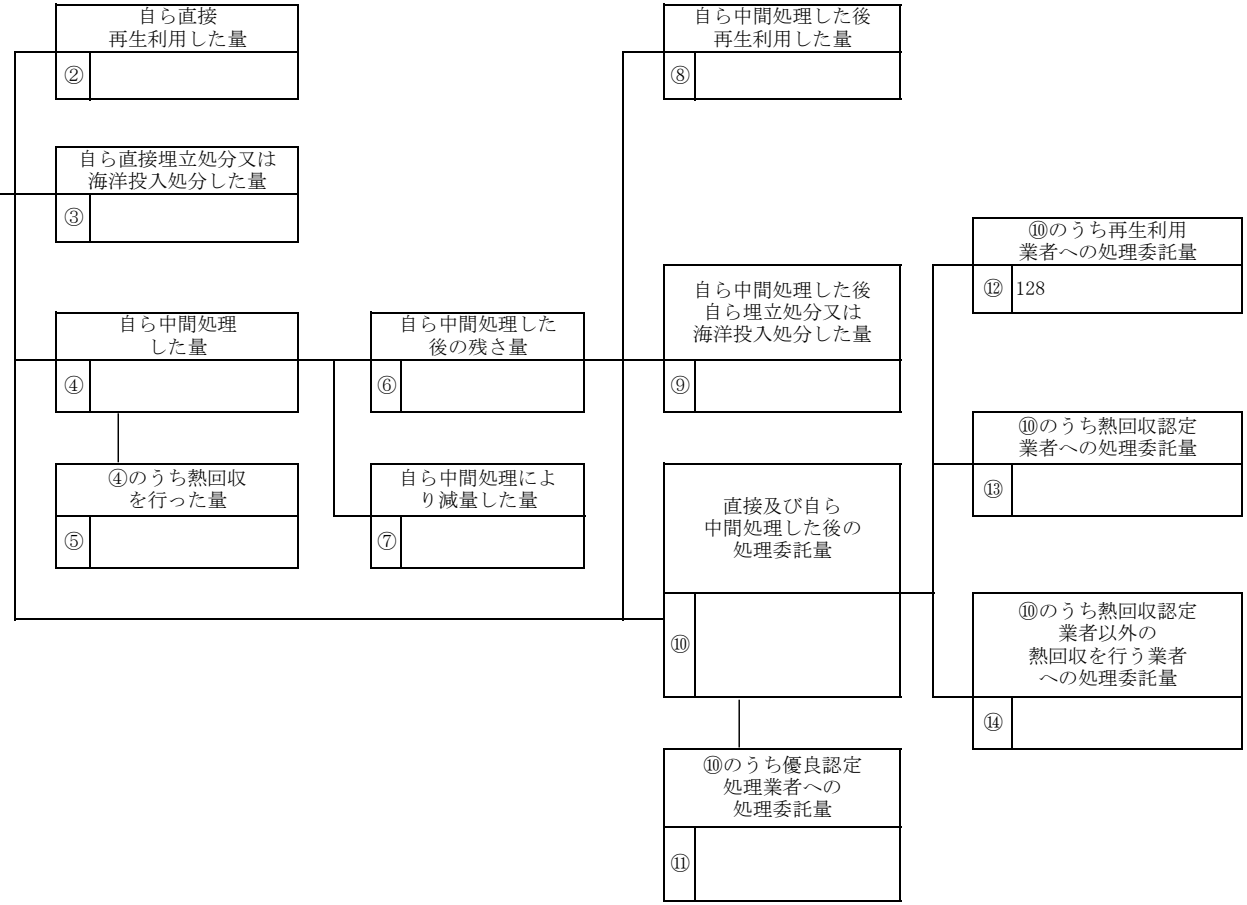 自ら直接
再生利用した量
②
自ら中間処理した後
再生利用した量
⑧
自ら直接埋立処分又は
海洋投入処分した量
③
⑩のうち再生利用
業者への処理委託量
⑫ 128
自ら中間処理した後
自ら埋立処分又は
海洋投入処分した量
⑨
自ら中間処理
した量
④
自ら中間処理した
後の残さ量
⑥
⑩のうち熱回収認定
業者への処理委託量
⑬
④のうち熱回収
を行った量
⑤
自ら中間処理によ
り減量した量
⑦
直接及び自ら
中間処理した後の
処理委託量
⑩
⑩のうち熱回収認定
業者以外の
熱回収を行う業者
への処理委託量
⑭
⑩のうち優良認定
処理業者への
処理委託量
⑪